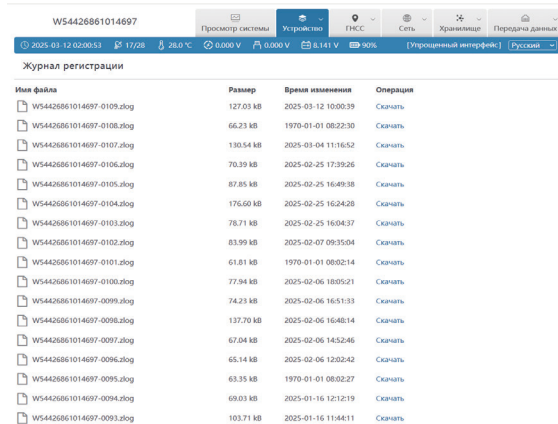 W54426861014697
Просмотр системы Устройство ГНСС Сеть Хранилище Передача данных
2025-03-12 02:00:53 17/28 28.0 °C 0.000 V 0.000 V 8.141 V 90% [Упрощенный интерфейс] Русский
Журнал регистрации
Имя файла Размер Время изменения Операция
W54426861014697-0109.zlog 127.03 kB 2025-03-12 10:00:39 Скачать
W54426861014697-0108.zlog 66.23 kB 1970-01-01 08:22:30 Скачать
W54426861014697-0107.zlog 130.54 kB 2025-03-04 11:16:52 Скачать
W54426861014697-0106.zlog 70.39 kB 2025-02-25 17:39:26 Скачать
W54426861014697-0105.zlog 87.85 kB 2025-02-25 16:49:38 Скачать
W54426861014697-0104.zlog 176.60 kB 2025-02-25 16:24:28 Скачать
W54426861014697-0103.zlog 78.71 kB 2025-02-25 16:04:37 Скачать
W54426861014697-0102.zlog 83.99 kB 2025-02-07 09:35:04 Скачать
W54426861014697-0101.zlog 61.81 kB 1970-01-01 08:02:14 Скачать
W54426861014697-0100.zlog 77.94 kB 2025-02-06 18:05:21 Скачать
W54426861014697-0099.zlog 74.23 kB 2025-02-06 16:51:33 Скачать
W54426861014697-0098.zlog 137.70 kB 2025-02-06 16:48:14 Скачать
W54426861014697-0097.zlog 67.04 kB 2025-02-06 14:52:46 Скачать
W54426861014697-0096.zlog 65.14 kB 2025-02-06 12:02:42 Скачать
W54426861014697-0095.zlog 63.35 kB 1970-01-01 08:02:27 Скачать
W54426861014697-0094.zlog 69.03 kB 2025-01-16 12:12:19 Скачать
W54426861014697-0093.zlog 103.71 kB 2025-01-16 11:44:11 Скачать